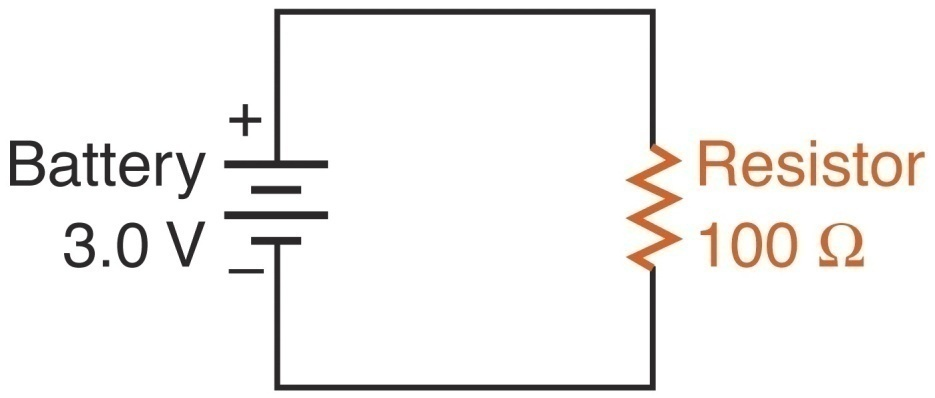 +
Battery
3.0 V
–
Resistor
100 Ω